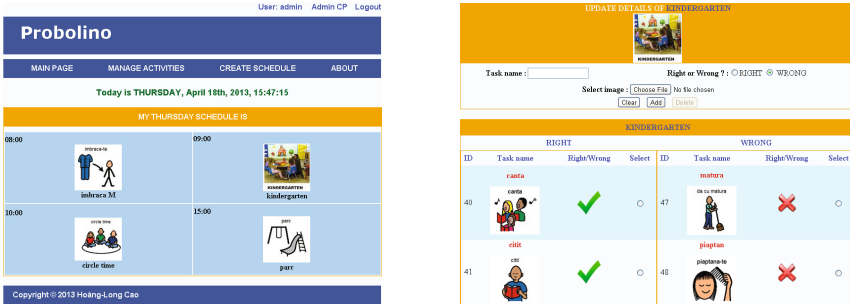 User: admin Admin CP Logout
Probolino
MAIN PAGE MANAGE ACTIVITIES CREATE SCHEDULE ABOUT
Today is THURSDAY, April 18th, 2013, 15:47:15
MY THURSDAY SCHEDULE IS
08:00
imbraca-te
imbraca M
09:00
KINDERGARTEN
kindergarten
10:00
circle time
circle time
15:00
parc
parc
Copyright © 2013 Hoàng-Long Cao
UPDATE DETAILS OF KINDERGARTEN
KINDERGARTEN
Task name : Right or Wrong ? : RIGHT WRONG
Select image : Choose File No file chosen
Clear Add Delete
KINDERGARTEN
RIGHT WRONG
ID Task name Right/Wrong Select ID Task name Right/Wrong Select
canta matura
canta da cu matura
40 47
citit piaptan
citit piaptana-te
41 48